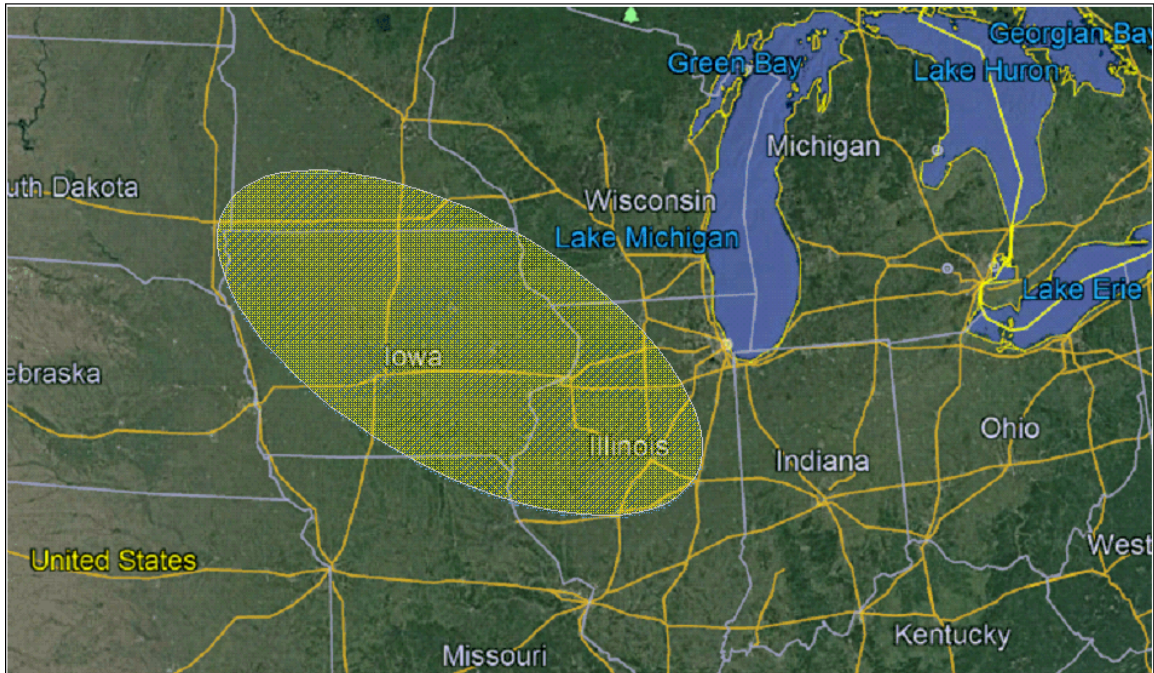 Georgian Bay
Green Bay
Lake Huron
Michigan
uth Dakota
Wisconsin
Lake Michigan
Lake Erie
Iowa
ebraska
Ohio
Illinois
Indiana
United States
West
Kentucky
Missouri